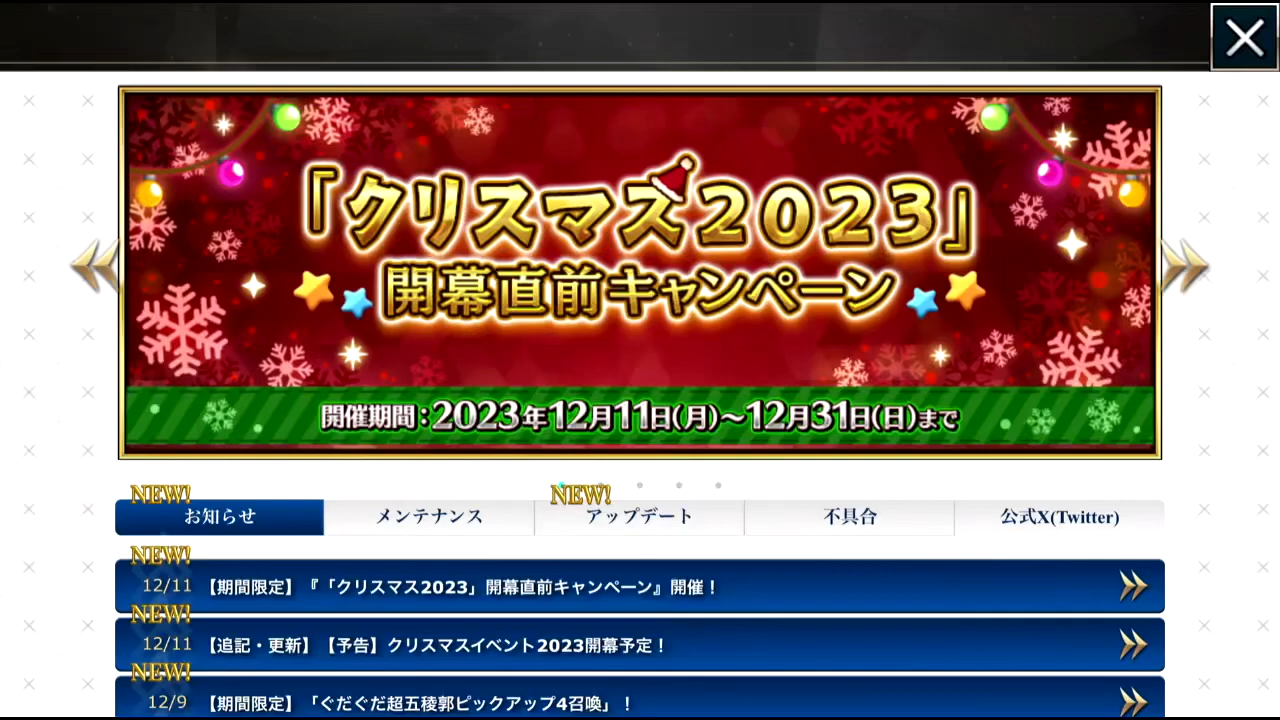 「クリスマス2023」
開幕直前キャンペーン
開催期間：2023年12月11日(月)～12月31日(日)まで
NEW!
NEW!
お知らせ
メンテナンス
アップデート
不具合
公式X(Twitter)
NEW!
12/11 【期間限定】『「クリスマス2023」開幕直前キャンペーン』開催！
NEW!
12/11 【追記・更新】【予告】クリスマスイベント2023開幕予定！
NEW!
12/9 【期間限定】「ぐだぐだ超五稜郭ピックアップ4召喚」！